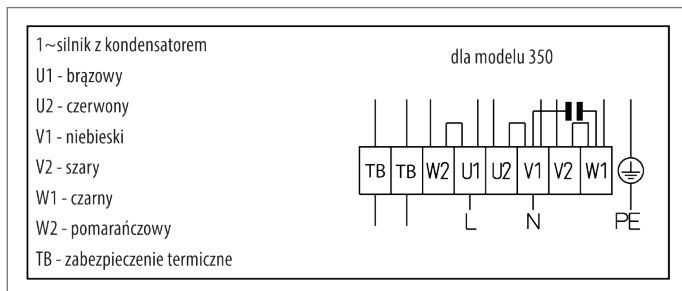 1~silnik z kondensatorem
U1 - brązowy
U2 - czerwony
V1 - niebieski
V2 - szary
W1 - czarny
W2 - pomarańczowy
TB - zabezpieczenie termiczne
dla modelu 350
TB TB W2 U1 U2 V1 V2 W1
L N PE